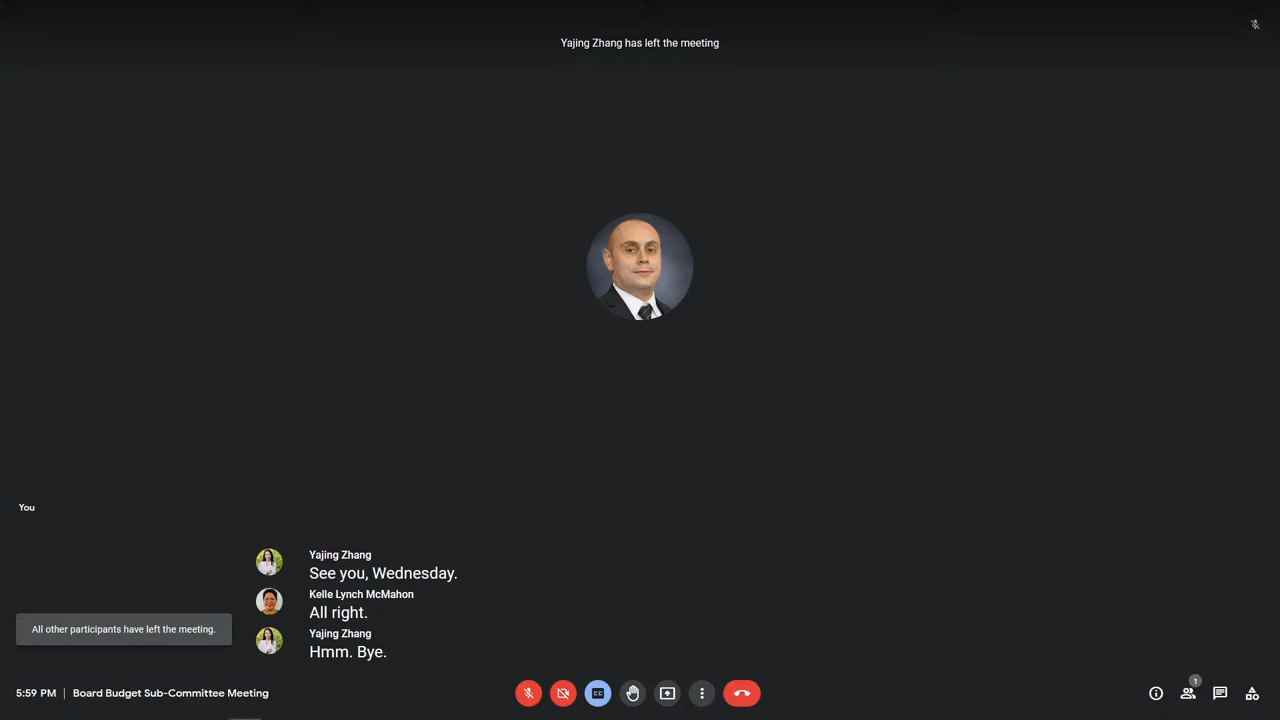 Yajing Zhang has left the meeting
You
Yajing Zhang
See you, Wednesday.
Kelle Lynch McMahon
All right.
Yajing Zhang
Hmm. Bye.
All other participants have left the meeting.
5:59 PM | Board Budget Sub-Committee Meeting
CC
1